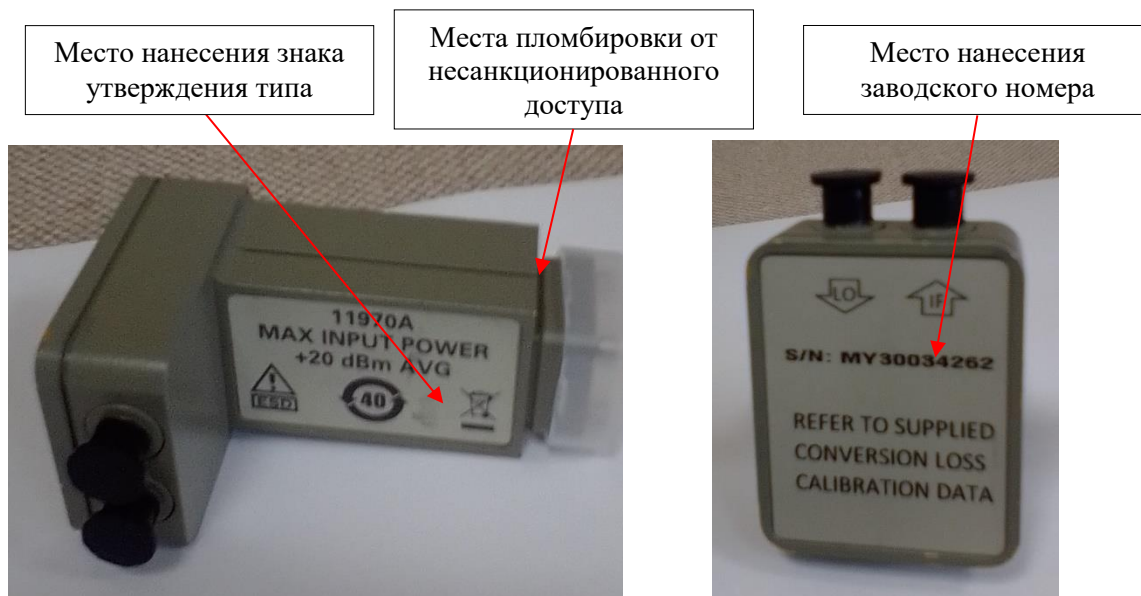 Место нанесения знака
утверждения типа
Места пломбировки от
несанкционированного
доступа
Место нанесения
заводского номера
11970A
MAX INPUT POWER
+20 dBm AVG
ESD
40
LO
IF
S/N: MY30034262
REFER TO SUPPLIED
CONVERSION LOSS
CALIBRATION DATA